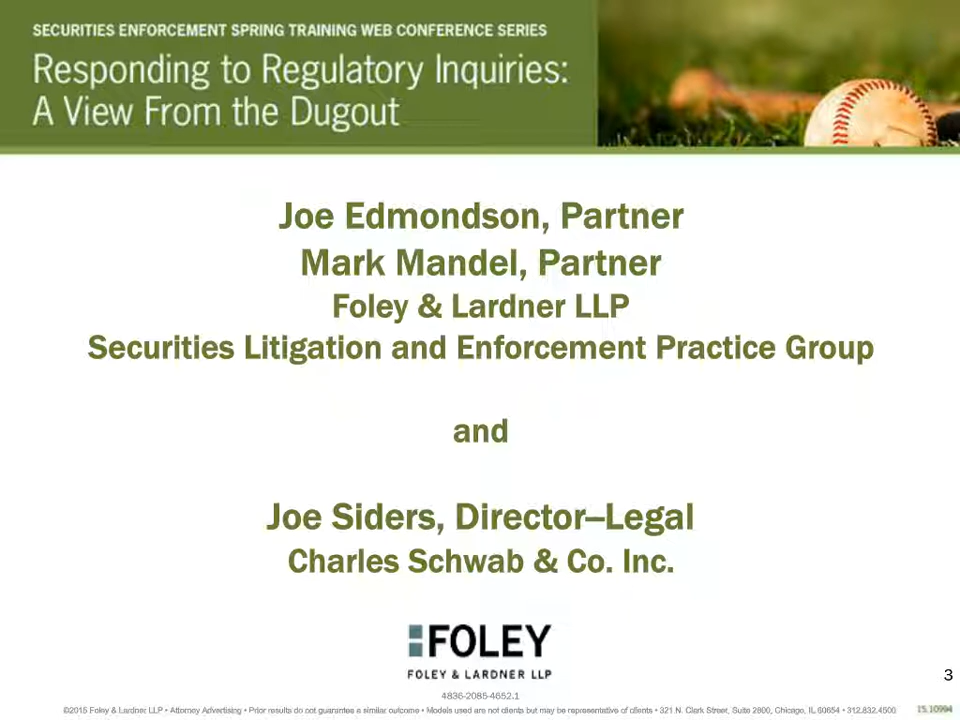 SECURITIES ENFORCEMENT SPRING TRAINING WEB CONFERENCE SERIES
Responding to Regulatory Inquiries:
A View From the Dugout
Joe Edmondson, Partner
Mark Mandel, Partner
Foley & Lardner LLP
Securities Litigation and Enforcement Practice Group
and
Joe Siders, Director–Legal
Charles Schwab & Co. Inc.
FOLEY
FOLEY & LARDNER LLP
3
4836-2085-4652.1
©2015 Foley & Lardner LLP • Attorney Advertising • Prior results do not guarantee a similar outcome • Models used are not clients but may be representative of clients • 321 N. Clark Street, Suite 2800, Chicago, IL 60654 • 312.832.4500
15.10994